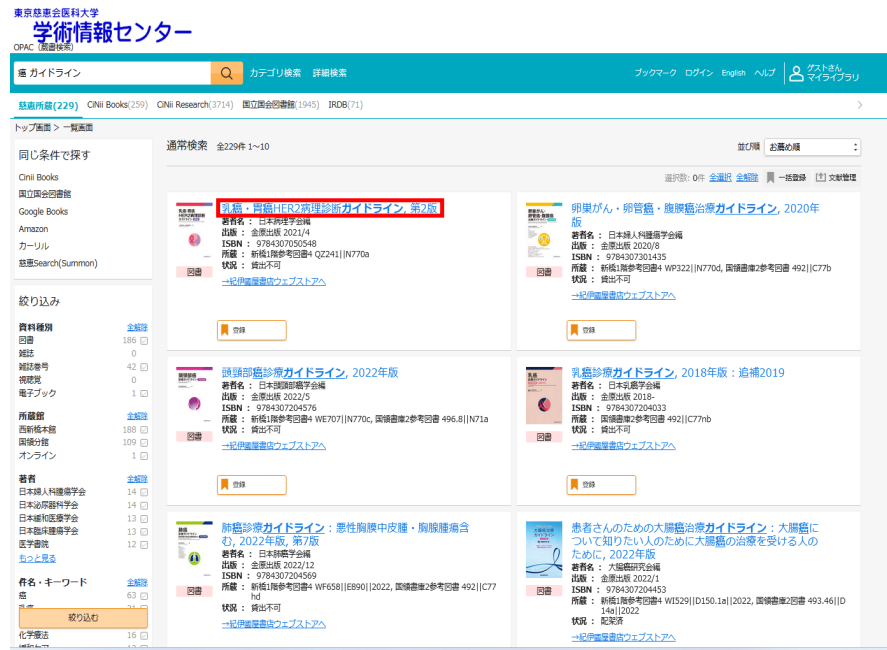 東京慈恵会医科大学
学術情報センター
OPAC（蔵書検索）
癌 ガイドライン
カテゴリ検索 詳細検索
ブックマーク ログイン English ヘルプ
ゲストさん
マイライブラリ
慈恵所蔵(229) CiNii Books(259) CiNii Research(3714) 国立国会図書館(1945) IRDB(71)
トップ画面 > 一覧画面
同じ条件で探す
Cinii Books
国立国会図書館
Google Books
Amazon
カーリル
慈恵Search(Summon)
絞り込み
資料種別 全解除
図書 186
雑誌 0
雑誌巻号 42
視聴覚 0
電子ブック 1
所蔵館 全解除
西新橋本館 188
国領分館 109
オンライン 1
著者 全解除
日本婦人科腫瘍学会 14
日本泌尿器科学会 14
日本緩和医療学会 13
日本臨床腫瘍学会 13
医学書院 12
もっと見る
件名・キーワード 全解除
癌 63
絞り込む
化学療法 16
通常検索 全229件 1～10
並び順 お薦め順
選択数: 0件 全選択 全解除 一括登録 文献管理
乳癌・胃癌HER2病理診断ガイドライン, 第2版
著者名 : 日本病理学会編
出版 : 金原出版 2021/4
ISBN : 9784307050548
所蔵 : 新橋1階参考図書4 QZ241||N770a
状況 : 貸出不可
図書
→紀伊國屋書店ウェブストアへ
登録
卵巣がん・卵管癌・腹膜癌治療ガイドライン, 2020年
版
著者名 : 日本婦人科腫瘍学会編
出版 : 金原出版 2020/8
ISBN : 9784307301435
所蔵 : 新橋1階参考図書4 WP322||N770d, 国領書庫2参考図書 492||C77b
状況 : 貸出不可
図書
→紀伊國屋書店ウェブストアへ
登録
頭頸部癌診療ガイドライン, 2022年版
著者名 : 日本頭頸部癌学会編
出版 : 金原出版 2022/5
ISBN : 9784307204576
所蔵 : 新橋1階参考図書4 WE707||N770c, 国領書庫2参考図書 496.8||N71a
状況 : 貸出不可
図書
→紀伊國屋書店ウェブストアへ
登録
乳癌診療ガイドライン, 2018年版 : 追補2019
著者名 : 日本乳癌学会編
出版 : 金原出版 2018-
ISBN : 9784307204033
所蔵 : 国領書庫2参考図書 492||C77nb
状況 : 貸出不可
図書
→紀伊國屋書店ウェブストアへ
登録
肺癌診療ガイドライン : 悪性胸膜中皮腫・胸腺腫瘍含
む, 2022年版, 第7版
著者名 : 日本肺癌学会編
出版 : 金原出版 2022/12
ISBN : 9784307204569
所蔵 : 新橋1階参考図書4 WF658||E890||2022, 国領書庫2参考図書 492||C77
hd
状況 : 貸出不可
図書
→紀伊國屋書店ウェブストアへ
患者さんのための大腸癌治療ガイドライン : 大腸癌に
ついて知りたい人のために大腸癌の治療を受ける人の
ために, 2022年版
著者名 : 大腸癌研究会編
出版 : 金原出版 2022/1
ISBN : 9784307204453
所蔵 : 新橋1階参考図書4 WI529||D150.1a||2022, 国領書庫2図書 493.46||D
14a||2022
状況 : 配架済
図書
→紀伊國屋書店ウェブストアへ